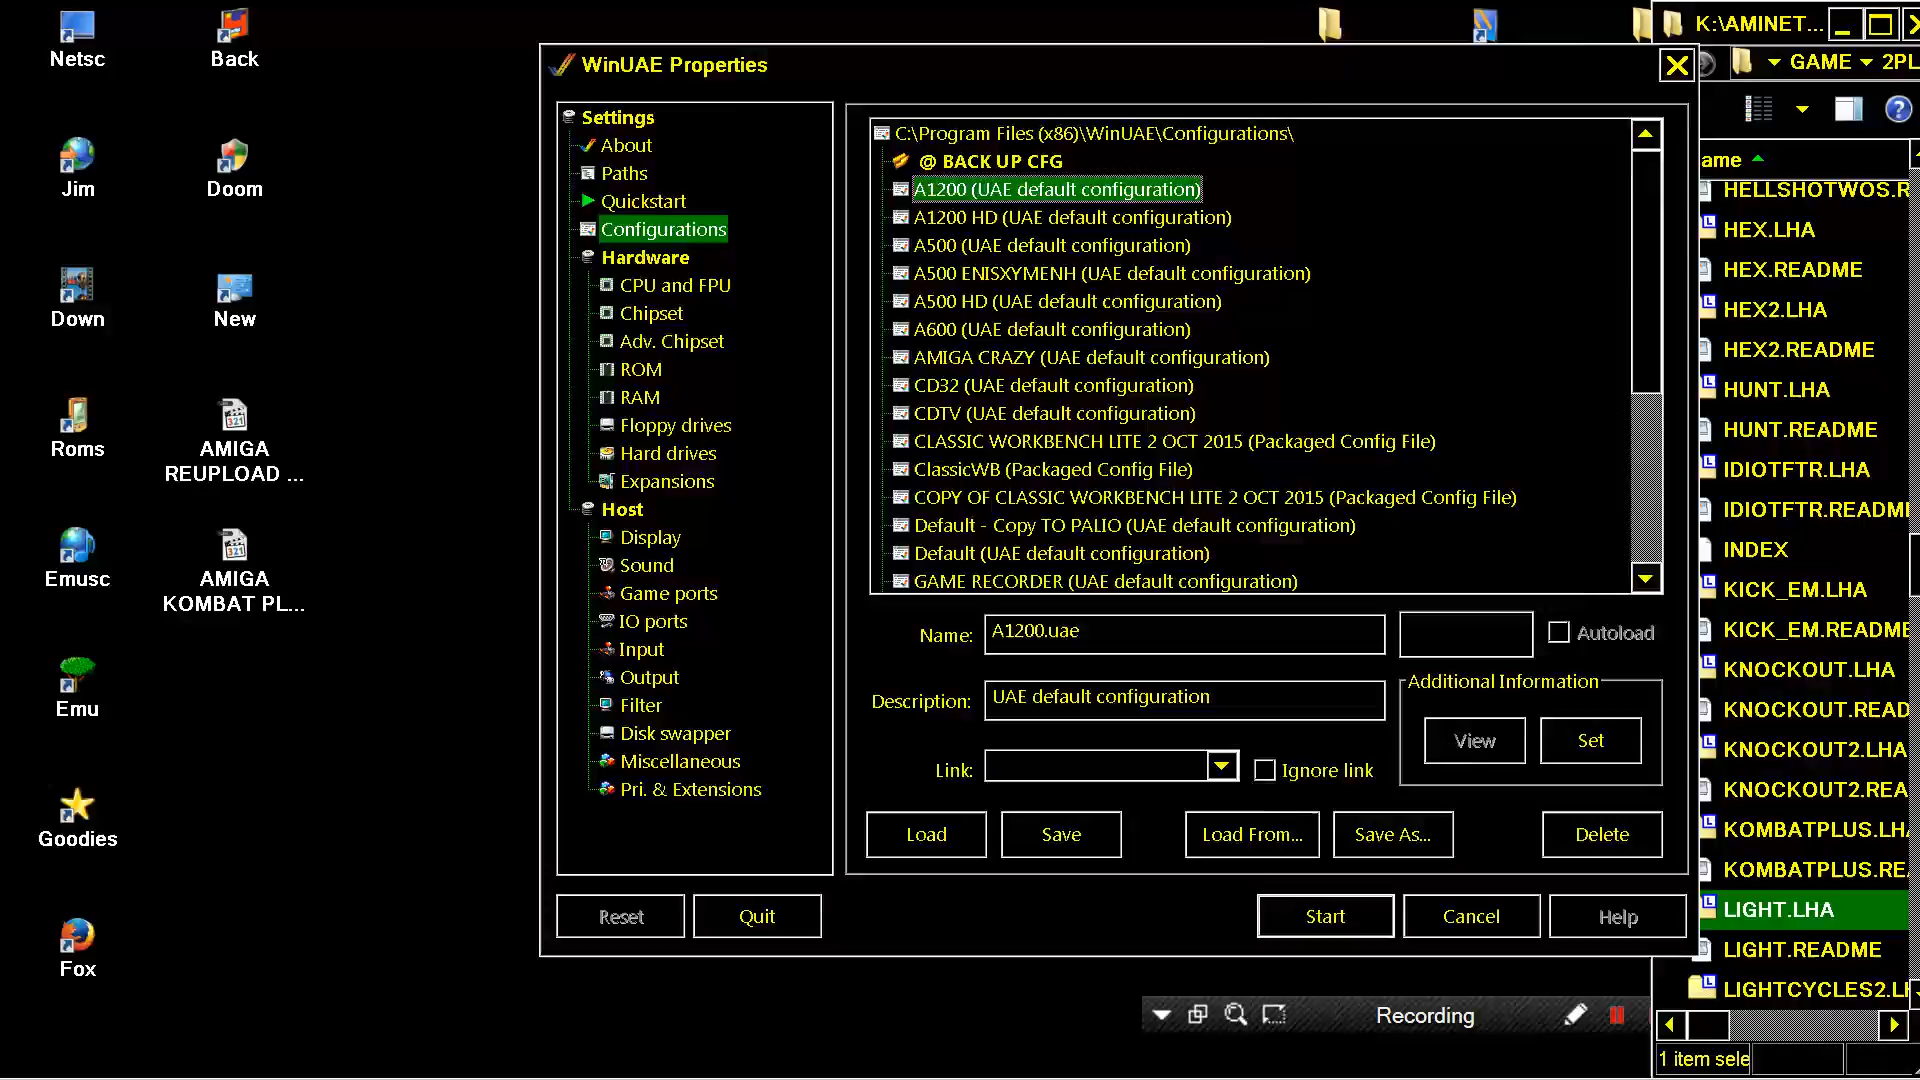 Netsc
Back
Jim
Doom
Down
New
Roms
AMIGA
REUPLOAD ...
Emusc
AMIGA
KOMBAT PL...
Emu
Goodies
Fox
WinUAE Properties
Settings
About
Paths
Quickstart
Configurations
Hardware
CPU and FPU
Chipset
Adv. Chipset
ROM
RAM
Floppy drives
Hard drives
Expansions
Host
Display
Sound
Game ports
IO ports
Input
Output
Filter
Disk swapper
Miscellaneous
Pri. & Extensions
C:\Program Files (x86)\WinUAE\Configurations\
@ BACK UP CFG
A1200 (UAE default configuration)
A1200 HD (UAE default configuration)
A500 (UAE default configuration)
A500 ENISXYMENH (UAE default configuration)
A500 HD (UAE default configuration)
A600 (UAE default configuration)
AMIGA CRAZY (UAE default configuration)
CD32 (UAE default configuration)
CDTV (UAE default configuration)
CLASSIC WORKBENCH LITE 2 OCT 2015 (Packaged Config File)
ClassicWB (Packaged Config File)
COPY OF CLASSIC WORKBENCH LITE 2 OCT 2015 (Packaged Config File)
Default - Copy TO PALIO (UAE default configuration)
Default (UAE default configuration)
GAME RECORDER (UAE default configuration)
Name: A1200.uae
Autoload
Description: UAE default configuration
Additional Information
View Set
Link:
Ignore link
Load Save Load From... Save As... Delete
Reset Quit Start Cancel Help
Recording
K:\AMINET...
GAME 2PL
ame
HELLSHOTWOS.R
HEX.LHA
HEX.README
HEX2.LHA
HEX2.README
HUNT.LHA
HUNT.README
IDIOTFTR.LHA
IDIOTFTR.README
INDEX
KICK_EM.LHA
KICK_EM.README
KNOCKOUT.LHA
KNOCKOUT.READ
KNOCKOUT2.LHA
KNOCKOUT2.REA
KOMBATPLUS.LHA
KOMBATPLUS.RE
LIGHT.LHA
LIGHT.README
LIGHTCYCLES2.LH
1 item sele